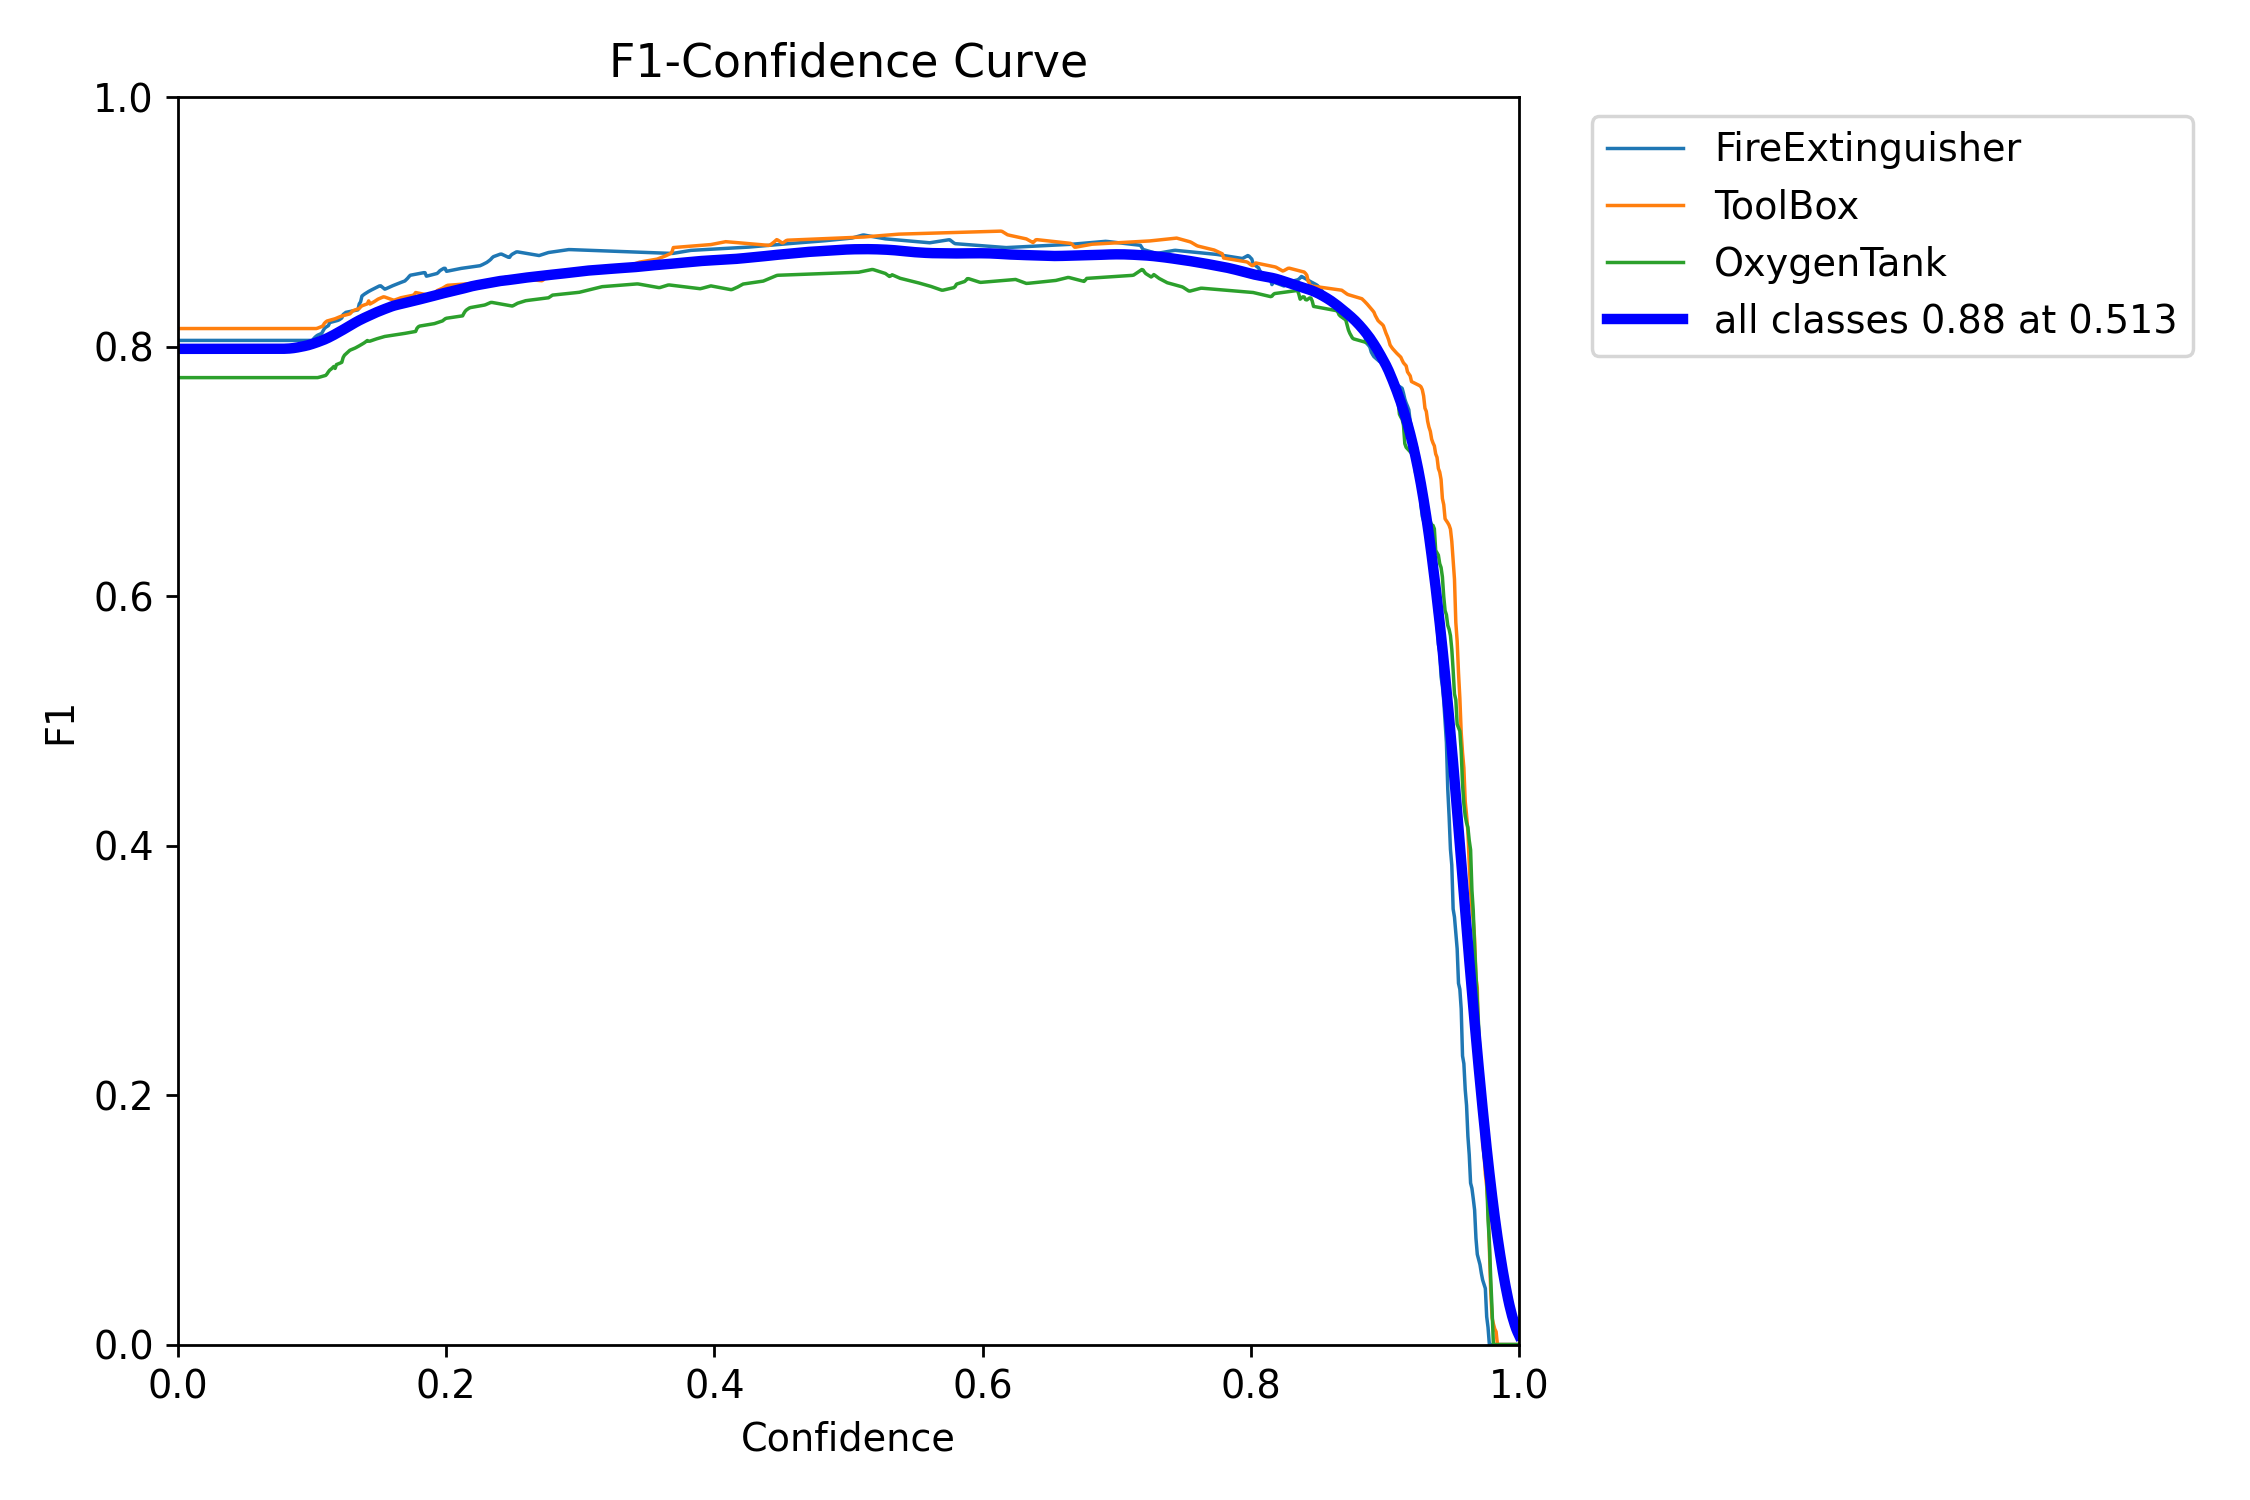 F1-Confidence Curve
1.0
0.8
0.6
0.4
0.2
0.0
F1
0.0 0.2 0.4 0.6 0.8 1.0
Confidence
FireExtinguisher
ToolBox
OxygenTank
all classes 0.88 at 0.513